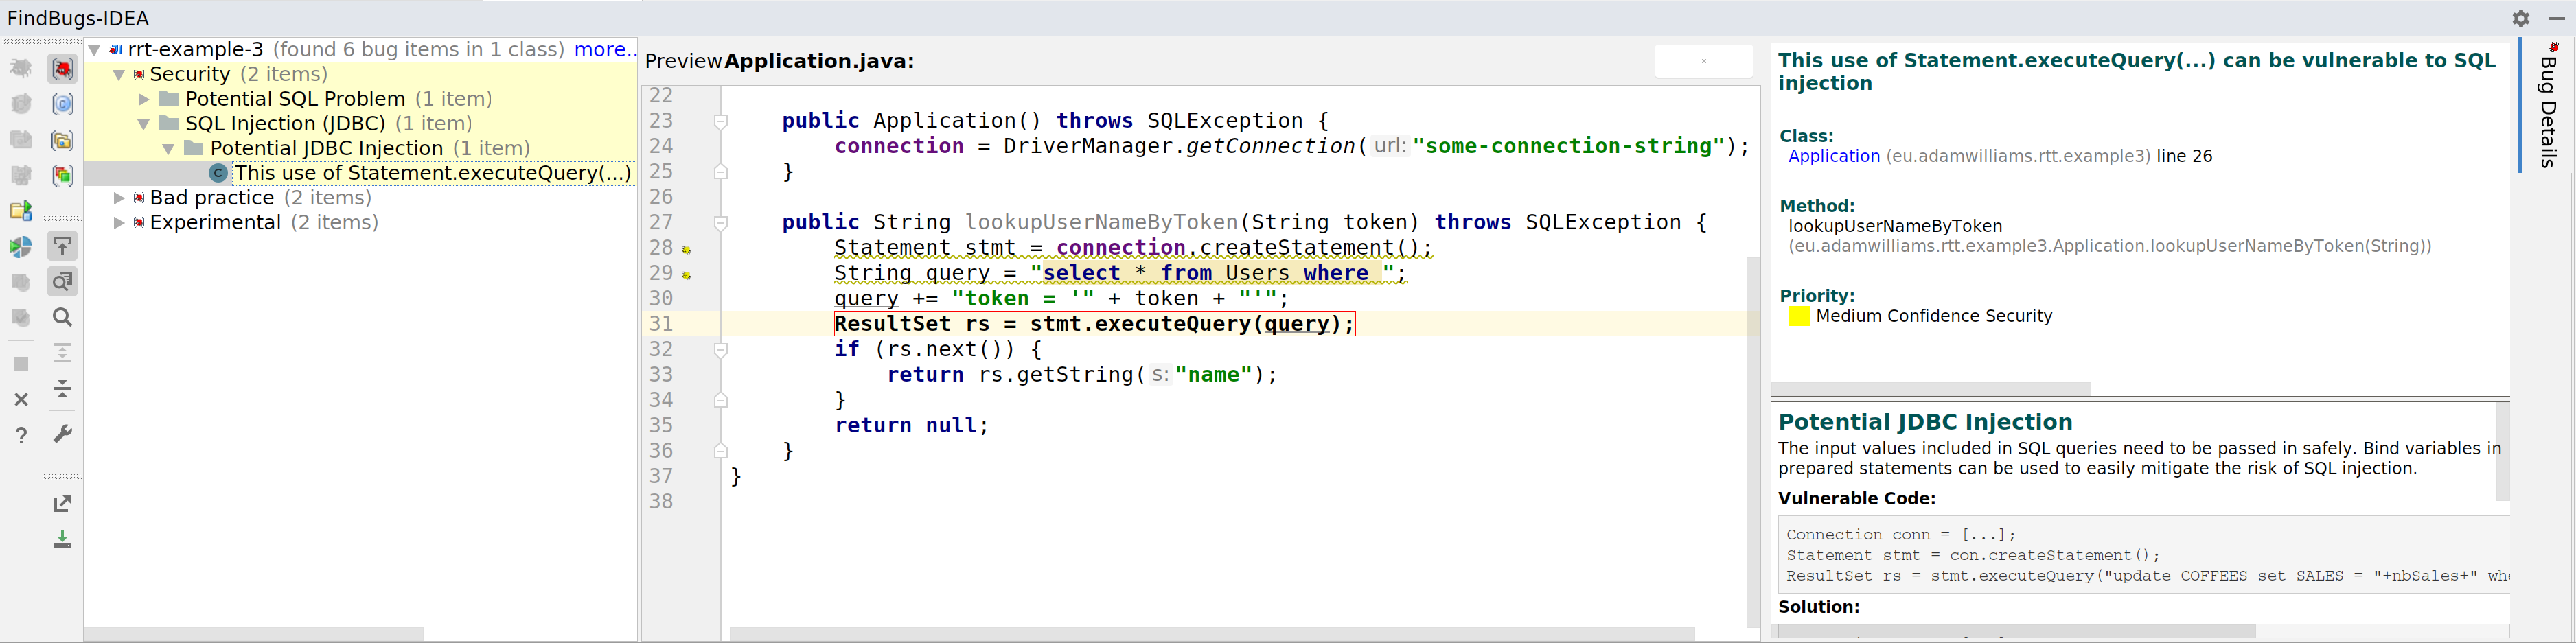 FindBugs-IDEA
rrt-example-3 (found 6 bug items in 1 class) more..
Security (2 items)
Potential SQL Problem (1 item)
SQL Injection (JDBC) (1 item)
Potential JDBC Injection (1 item)
C This use of Statement.executeQuery(...)
Bad practice (2 items)
Experimental (2 items)
Preview Application.java:
22
23 public Application() throws SQLException {
24 connection = DriverManager.getConnection( url: "some-connection-string");
25 }
26
27 public String lookupUserNameByToken(String token) throws SQLException {
28 Statement stmt = connection.createStatement();
29 String query = "select * from Users where ";
30 query += "token = '" + token + "'";
31 ResultSet rs = stmt.executeQuery(query);
32 if (rs.next()) {
33 return rs.getString( s: "name");
34 }
35 return null;
36 }
37 }
38
This use of Statement.executeQuery(...) can be vulnerable to SQL
injection
Class:
Application (eu.adamwilliams.rtt.example3) line 26
Method:
lookupUserNameByToken
(eu.adamwilliams.rtt.example3.Application.lookupUserNameByToken(String))
Priority:
Medium Confidence Security
Potential JDBC Injection
The input values included in SQL queries need to be passed in safely. Bind variables in
prepared statements can be used to easily mitigate the risk of SQL injection.
Vulnerable Code:
Connection conn = [...];
Statement stmt = con.createStatement();
ResultSet rs = stmt.executeQuery("update COFFEES set SALES = "+nbSales+" whe
Solution:
Bug Details